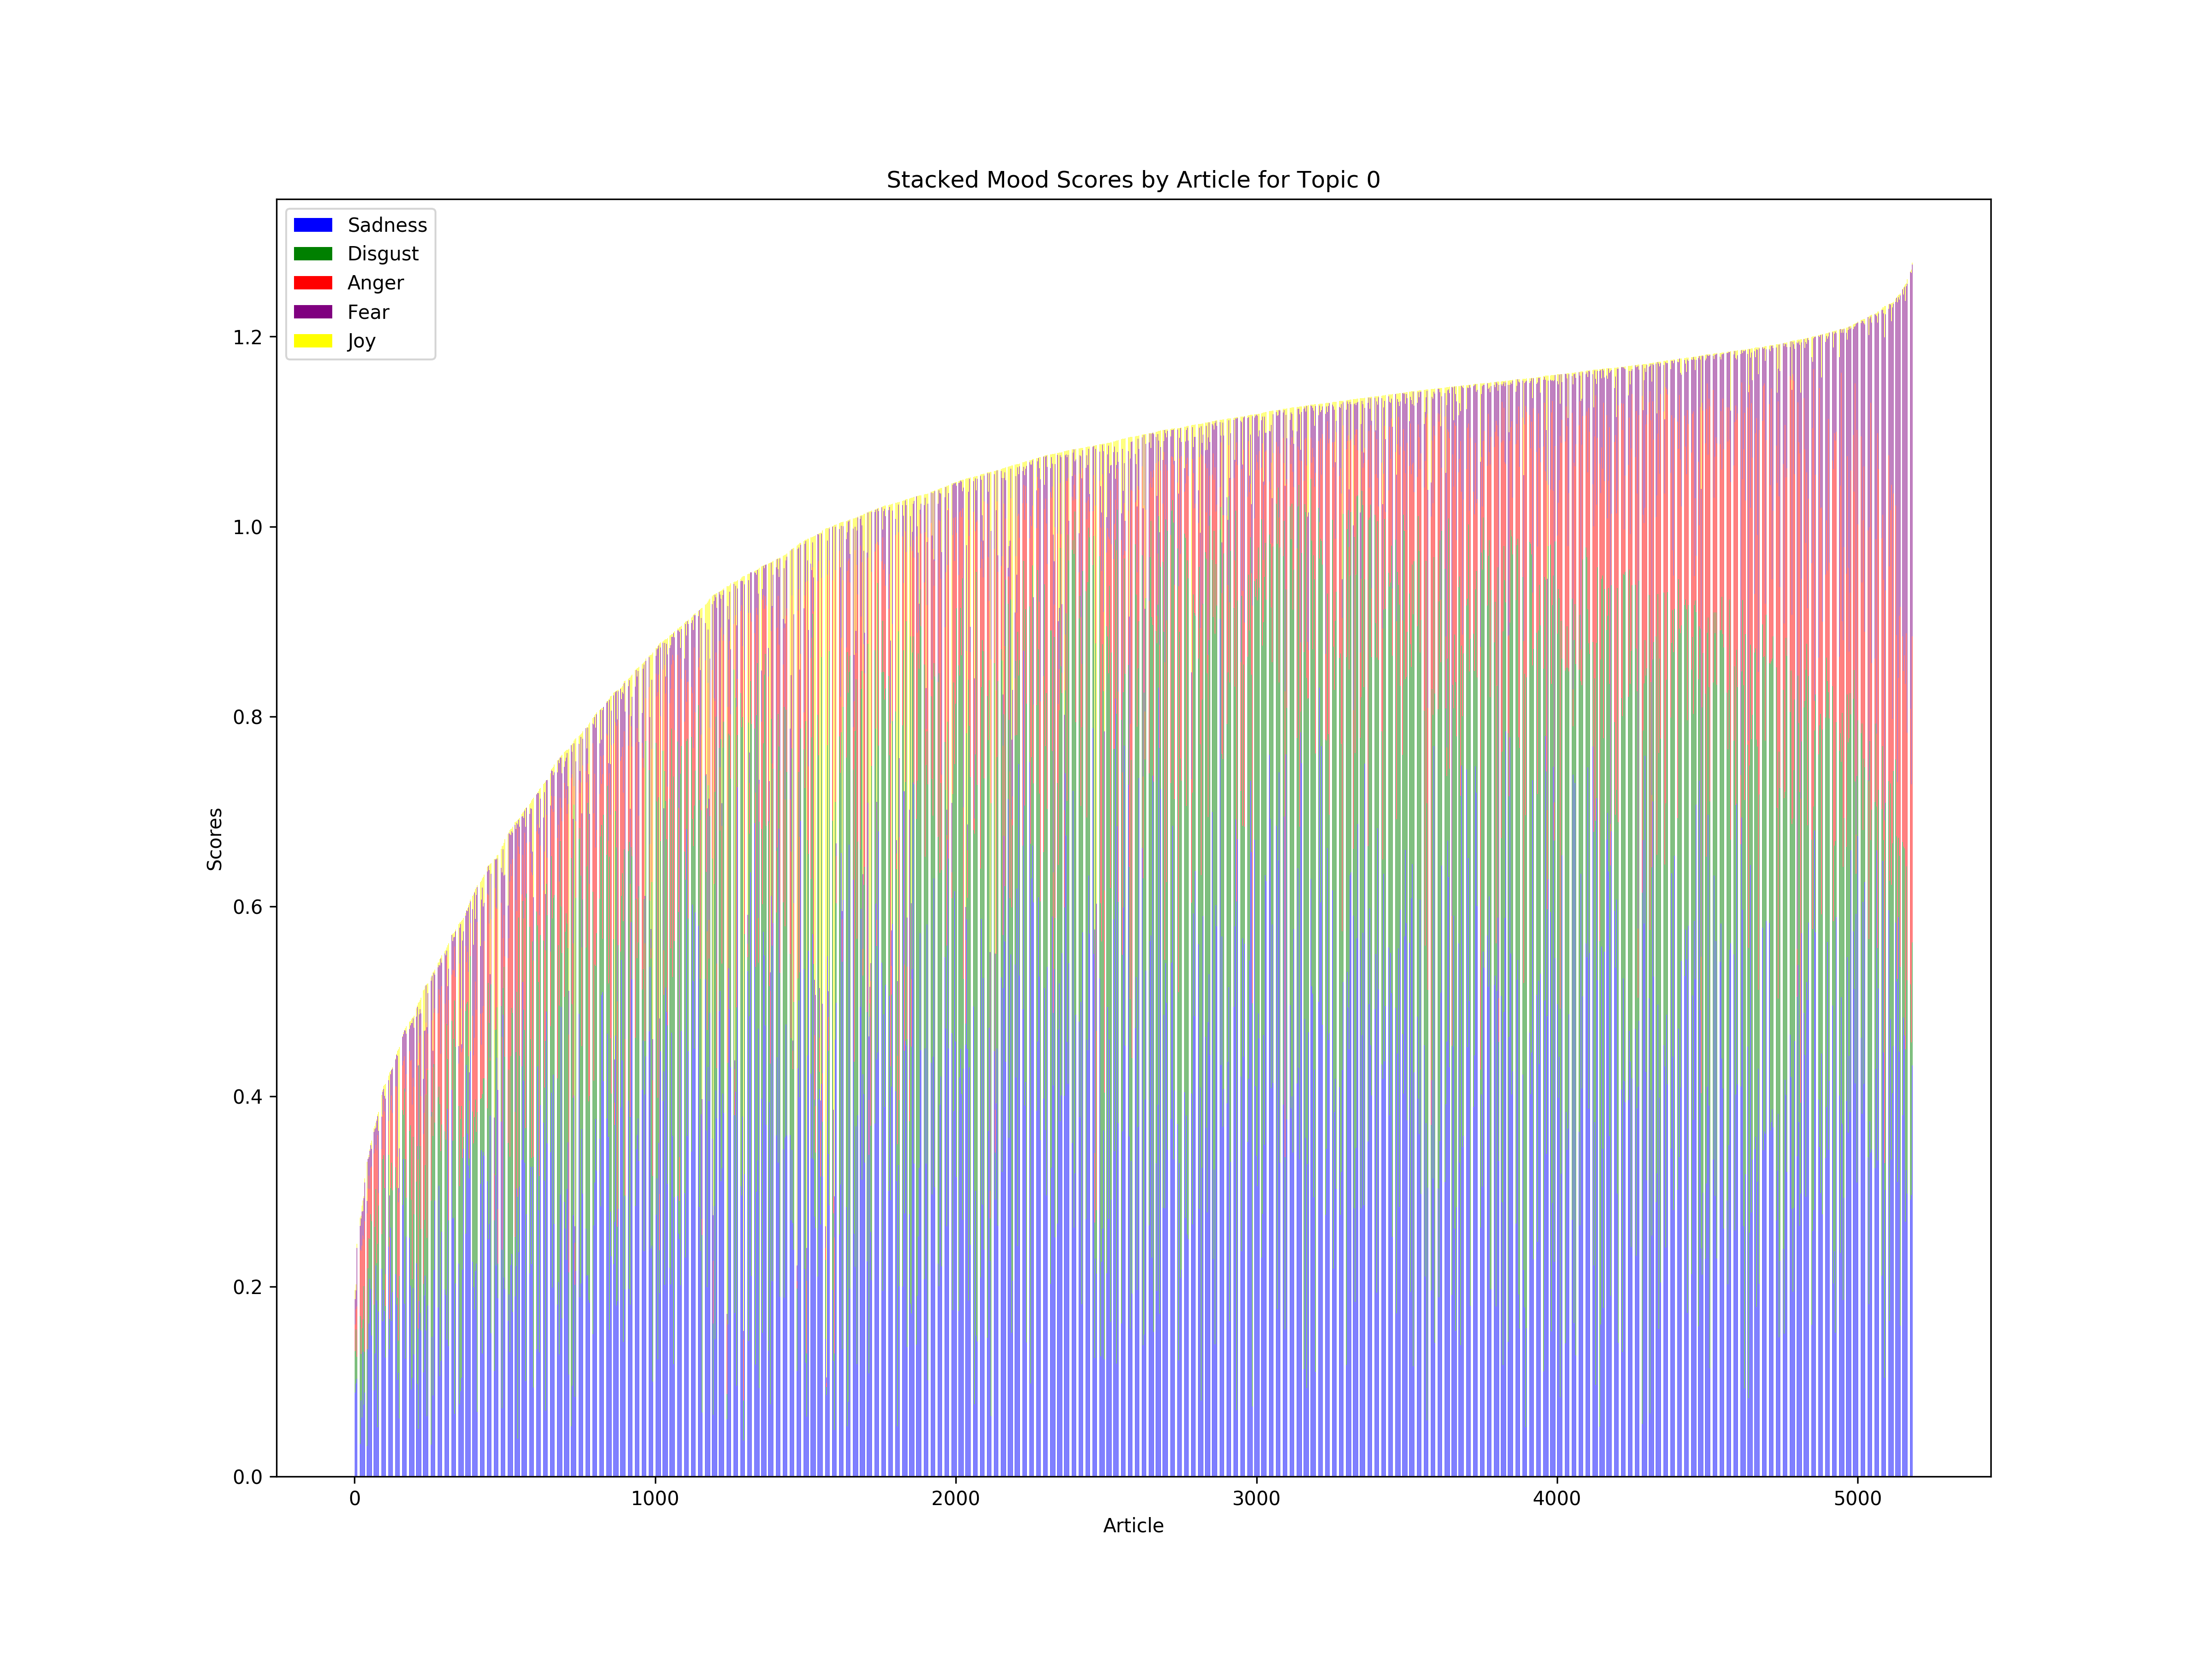 Stacked Mood Scores by Article for Topic 0
Sadness
Disgust
Anger
Fear
Joy
1.2
1.0
0.8
0.6
0.4
0.2
0.0
Scores
0 1000 2000 3000 4000 5000
Article